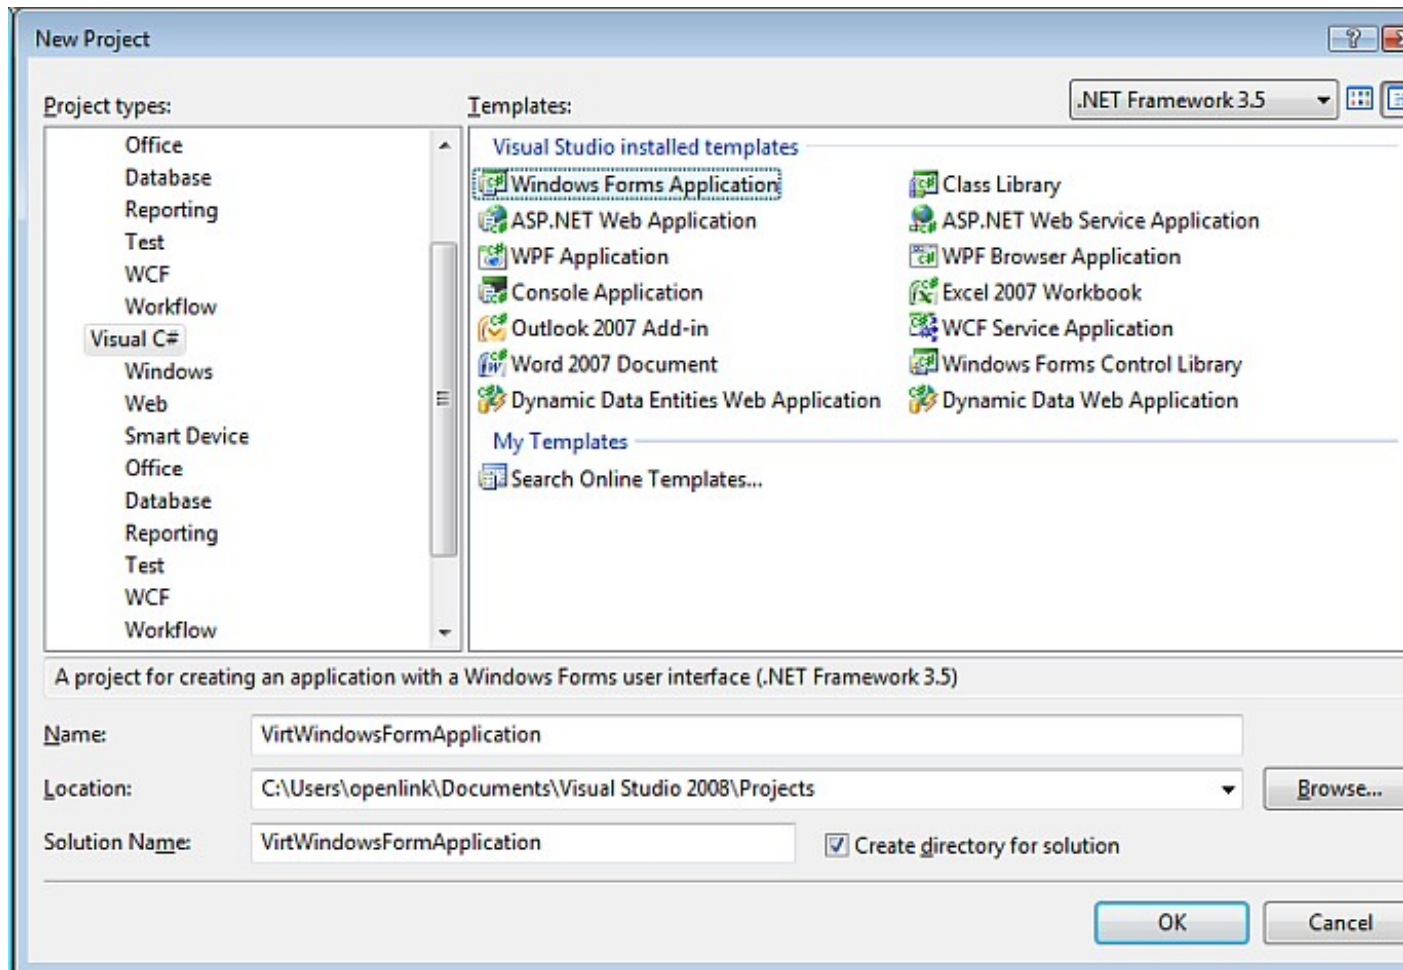 New Project
Project types:
Templates:
.NET Framework 3.5
Office
Database
Reporting
Test
WCF
Workflow
Visual C#
Windows
Web
Smart Device
Office
Database
Reporting
Test
WCF
Workflow
Visual Studio installed templates
Windows Forms Application
Class Library
ASP.NET Web Application
ASP.NET Web Service Application
WPF Application
WPF Browser Application
Console Application
Excel 2007 Workbook
Outlook 2007 Add-in
WCF Service Application
Word 2007 Document
Windows Forms Control Library
Dynamic Data Entities Web Application
Dynamic Data Web Application
My Templates
Search Online Templates...
A project for creating an application with a Windows Forms user interface (.NET Framework 3.5)
Name:
VirtWindowsFormApplication
Location:
C:\Users\openlink\Documents\Visual Studio 2008\Projects
Browse...
Solution Name:
VirtWindowsFormApplication
Create directory for solution
OK
Cancel